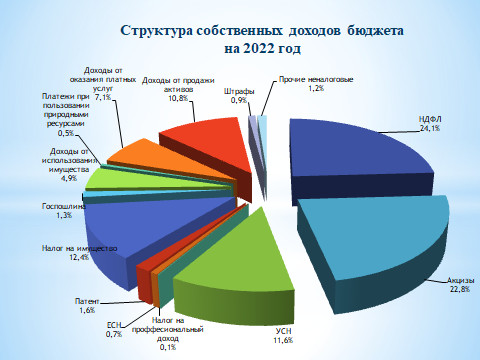 Структура собственных доходов бюджета
на 2022 год
Доходы от
оказания платных
услуг
7,1%
Доходы от продажи
активов
10,8%
Штрафы
0,9%
Прочие неналоговые
1,2%
НДФЛ
24,1%
Платежи при
пользовании
природными
ресурсами
0,5%
Доходы от
использования
имущества
4,9%
Госпошлина
1,3%
Налог на имущество
12,4%
Патент
1,6%
ЕСН
0,7%
Налог на
проффесиональный
доход
0,1%
УСН
11,6%
Акцизы
22,8%